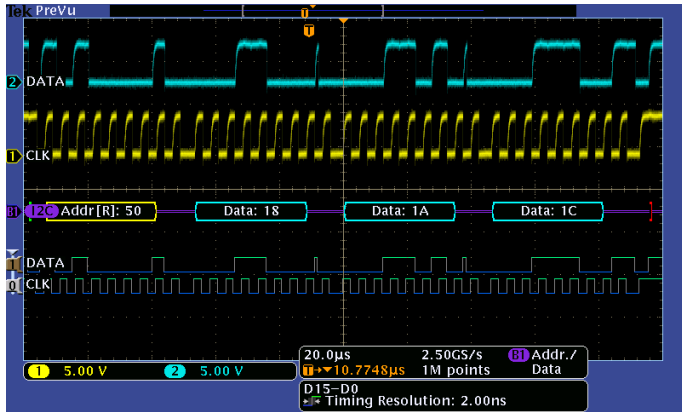 Tek PreVu
T
T
2 DATA
1 CLK
B1 I2C Addr[R]: 50 Data: 18 Data: 1A Data: 1C
1 DATA
0 CLK
20.0µs 2.50GS/s B1 Addr./
1 5.00 V 2 5.00 V T→▼10.7748µs 1M points Data
D15-D0
Timing Resolution: 2.00ns